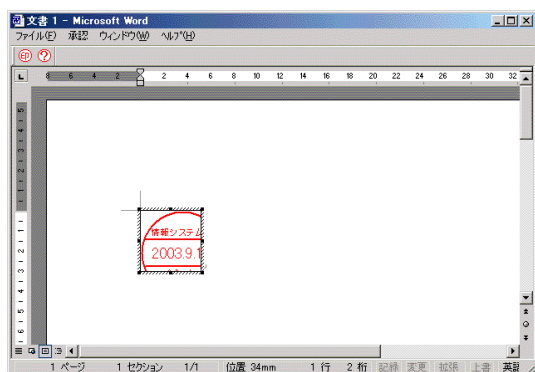 文書 1 - Microsoft Word
ファイル(F) 承認 ウィンドウ(W) ヘルプ(H)
L 8 6 4 2 2 4 6 8 10 12 14 16 18 20 22 24 26 28 30 32
情報システム
2003.9.1
1 ページ 1 セクション 1/1 位置 34mm 1 行 2 桁 記録 変更 拡張 上書 英語